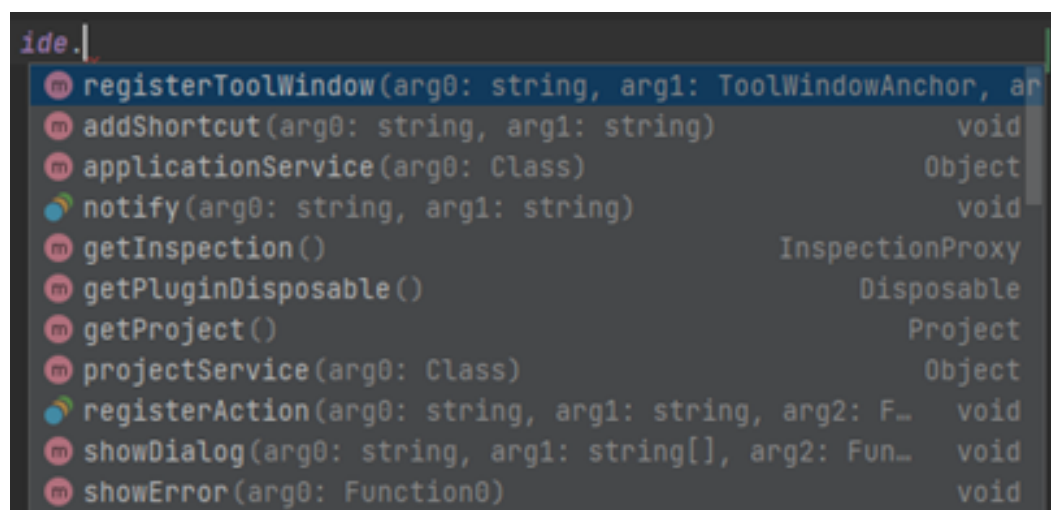 ide.
registerToolWindow(arg0: string, arg1: ToolWindowAnchor, ar
addShortcut(arg0: string, arg1: string) void
applicationService(arg0: Class) Object
notify(arg0: string, arg1: string) void
getInspection() InspectionProxy
getPluginDisposable() Disposable
getProject() Project
projectService(arg0: Class) Object
registerAction(arg0: string, arg1: string, arg2: F… void
showDialog(arg0: string, arg1: string[], arg2: Fun… void
showError(arg0: Function0) void